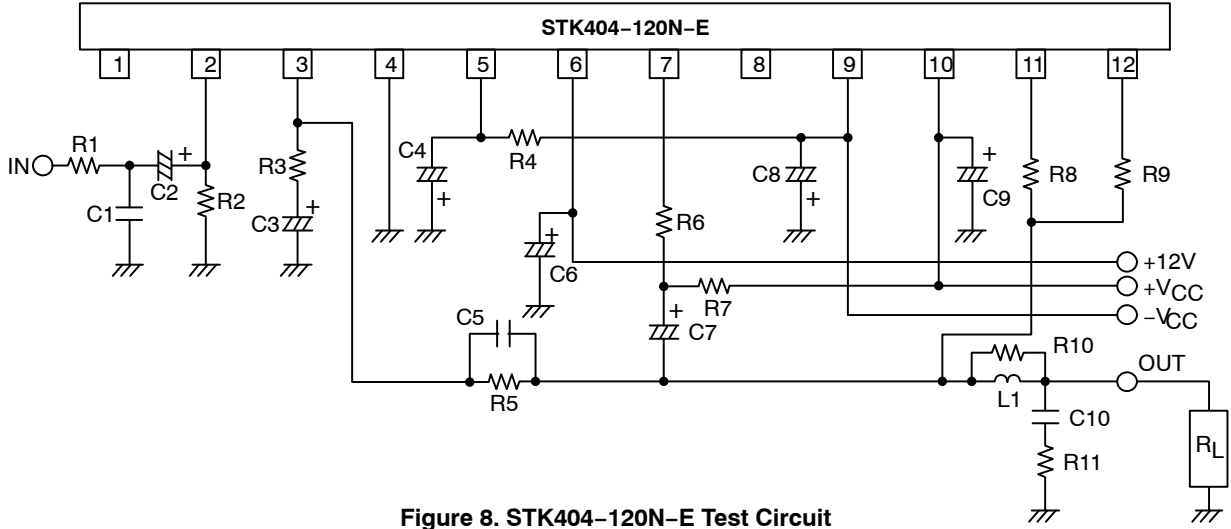 STK404–120N–E
1 2 3 4 5 6 7 8 9 10 11 12
IN R1 C2 + R2 C1
R3 C3 +
C4 + R4
C6 +
R6
C8 +
C9 +
R8 R9
+12V
+VCC
–VCC
R7
C7 +
C5
R5
R10
L1
OUT
C10
R11
RL
Figure 8. STK404–120N–E Test Circuit